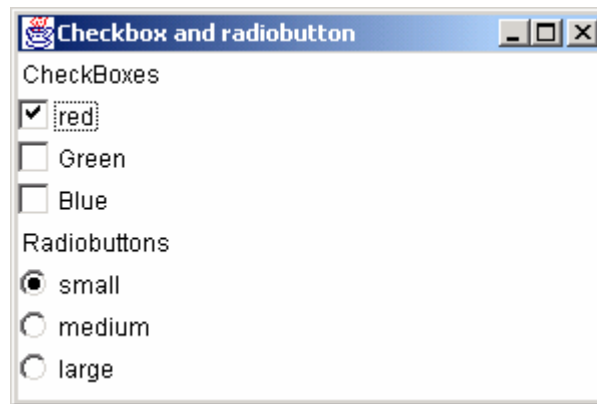 Checkbox and radiobutton
CheckBoxes
red
Green
Blue
Radiobuttons
small
medium
large